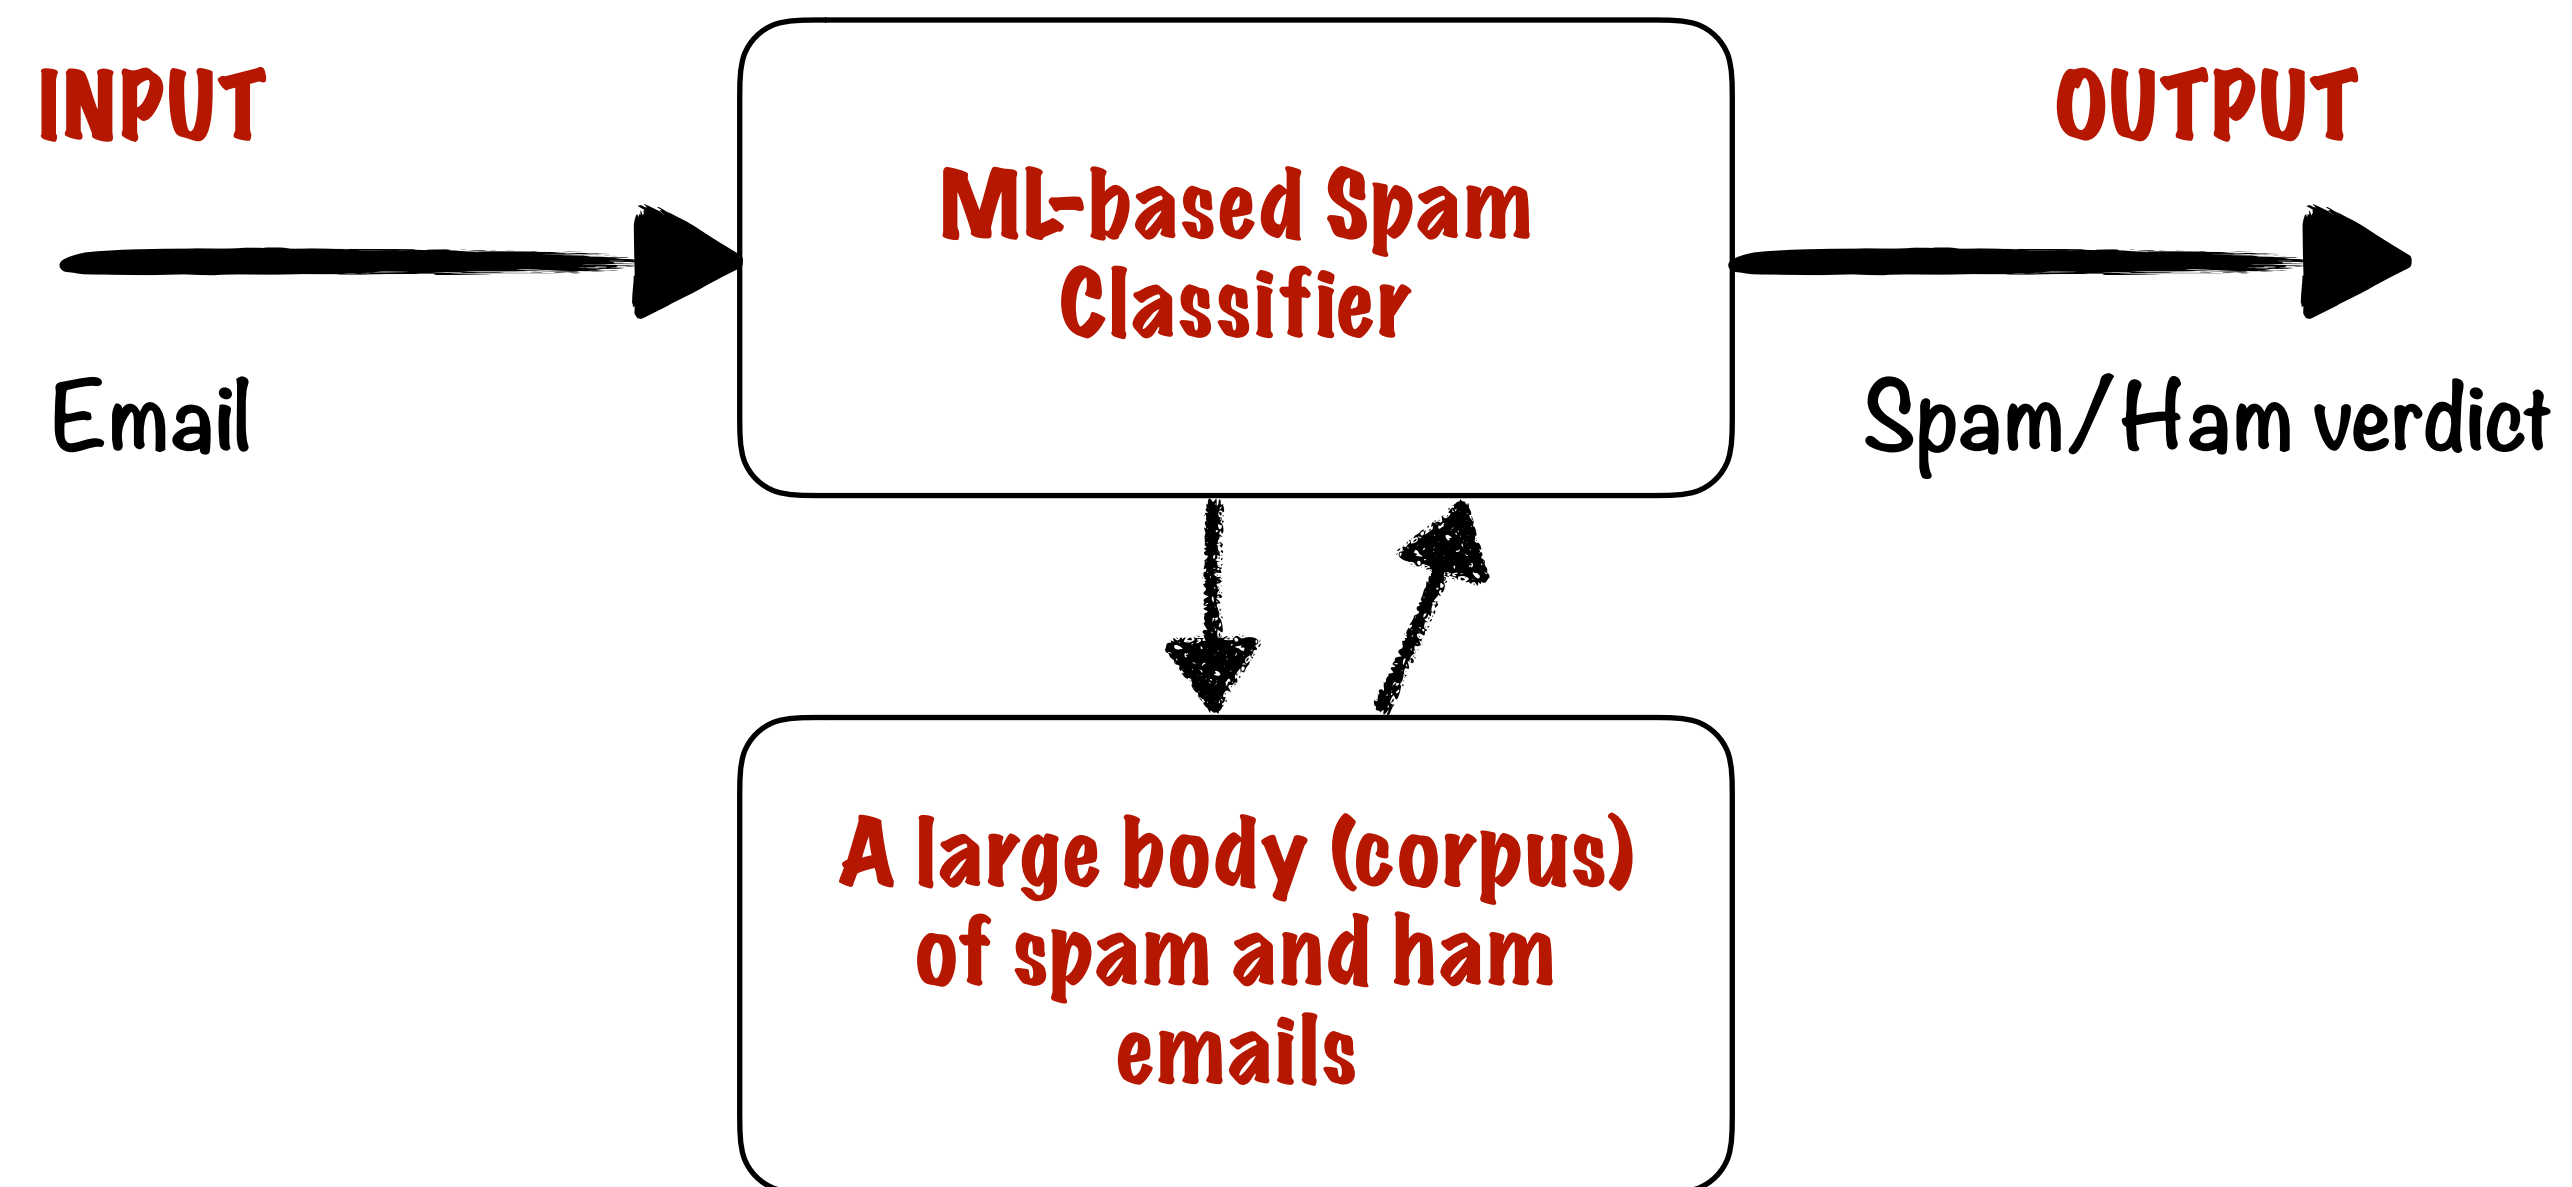 INPUT
OUTPUT
ML-based Spam
Classifier
Email
Spam/Ham verdict
A large body (corpus)
of spam and ham
emails